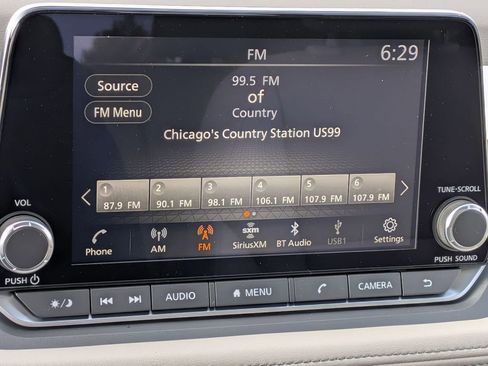 FM
6:29
Source
FM Menu
99.5 FM
of
Country
Chicago's Country Station US99
1 2 3 4 5 6
87.9 FM 90.1 FM 98.1 FM 106.1 FM 107.9 FM 107.9 FM
Phone AM FM sxm SiriusXM BT Audio USB1 Settings
VOL
PUSH
TUNE•SCROLL
PUSH SOUND
AUDIO MENU CAMERA